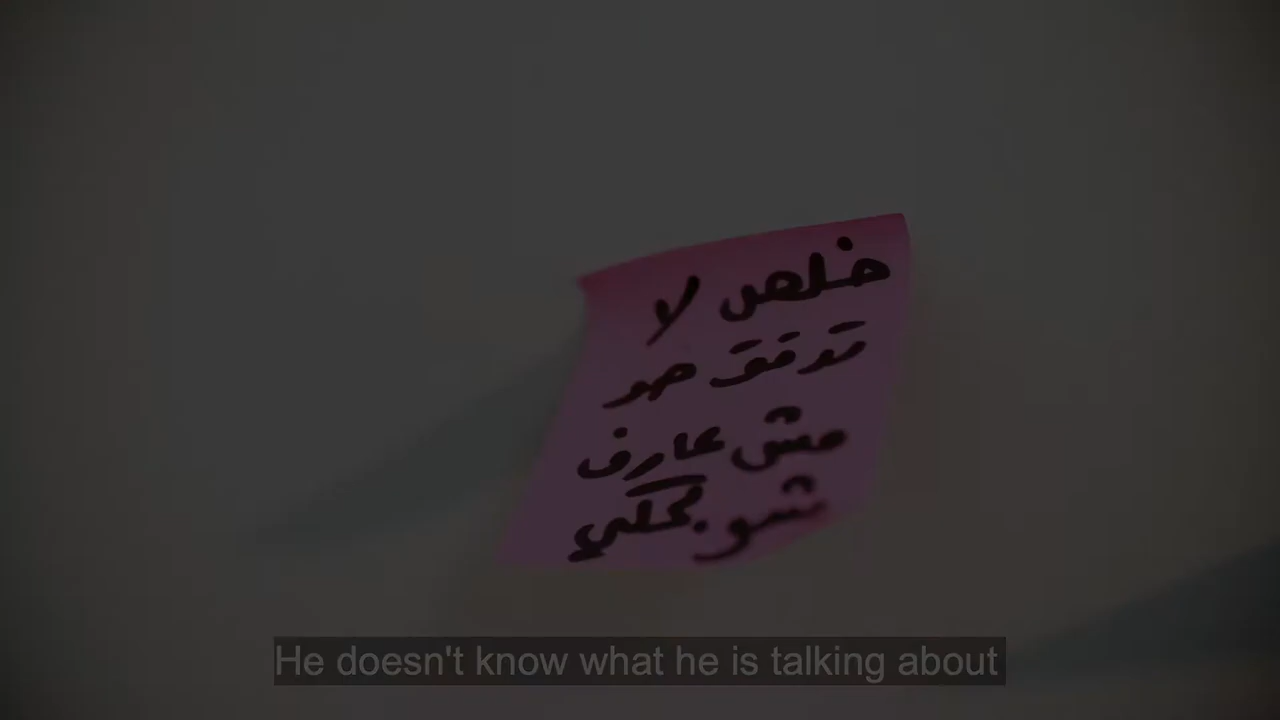 خلص لا
تدقق هو
مش عارف
شو بحكي
He doesn't know what he is talking about